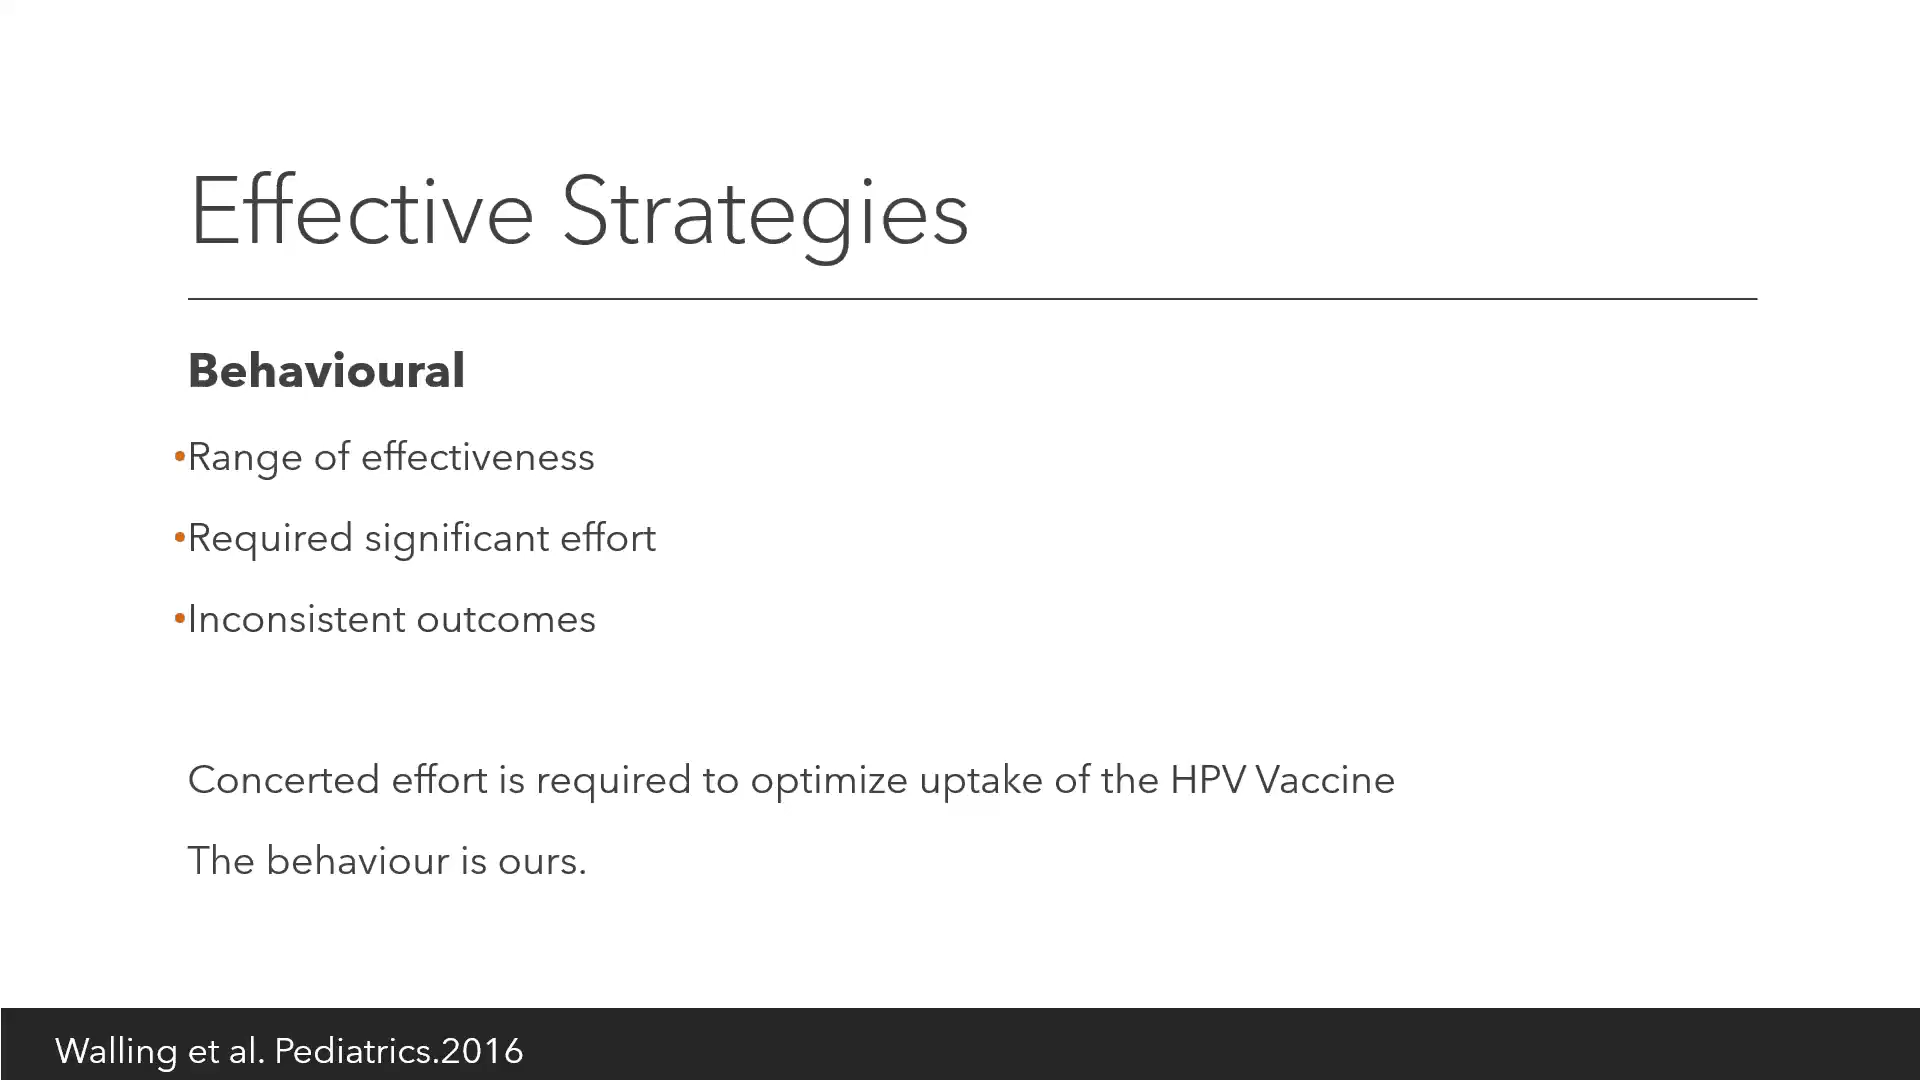 Effective Strategies
Behavioural
•Range of effectiveness
•Required significant effort
•Inconsistent outcomes
Concerted effort is required to optimize uptake of the HPV Vaccine
The behaviour is ours.
Walling et al. Pediatrics.2016